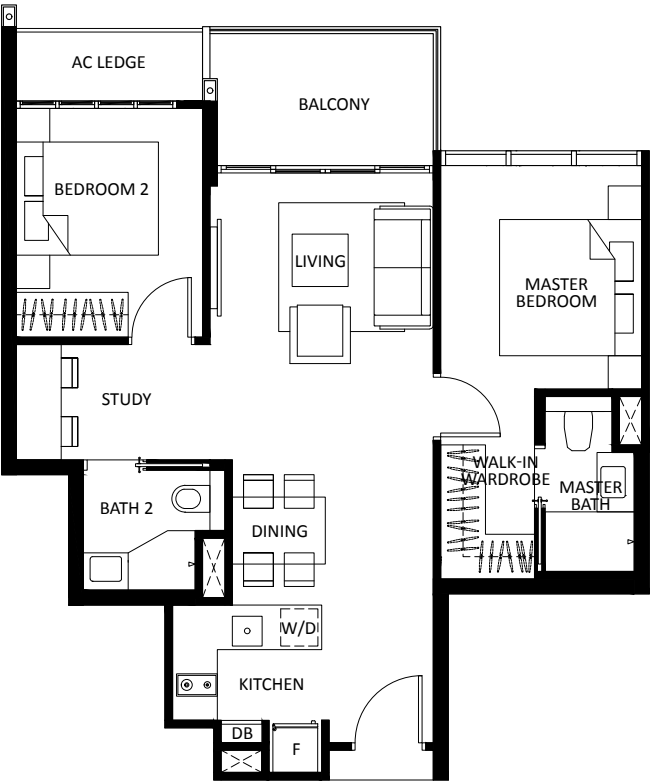 AC LEDGE
BALCONY
BEDROOM 2
LIVING
MASTER
BEDROOM
STUDY
WALK-IN
WARDROBE
MASTER
BATH
BATH 2
DINING
W/D
KITCHEN
DB
F